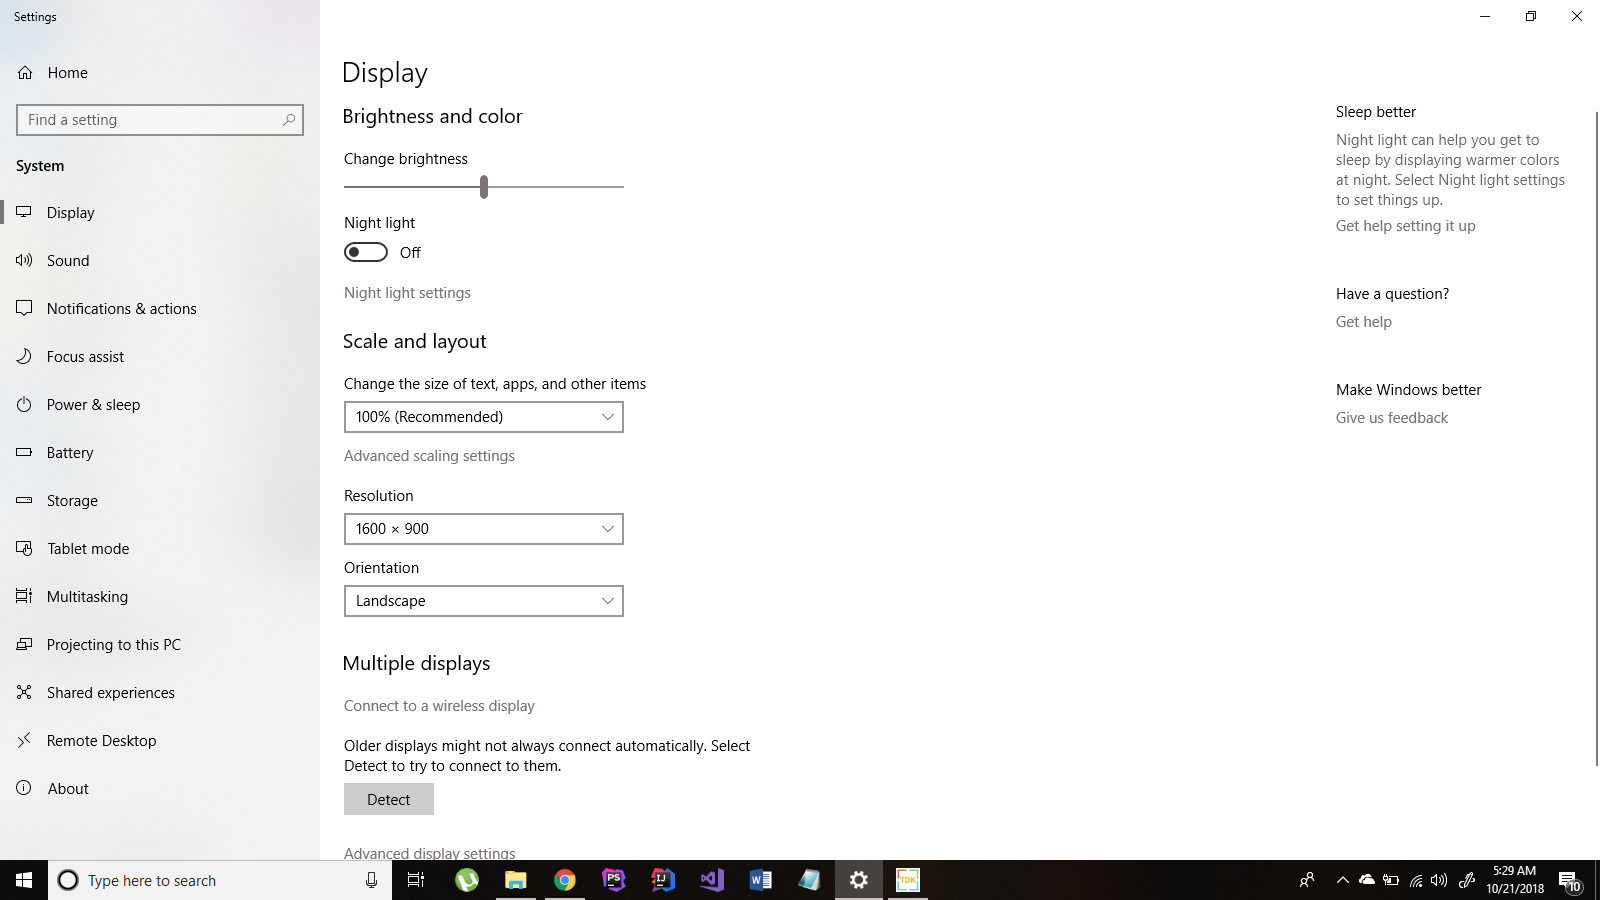 Settings
Home
Find a setting
System
Display
Sound
Notifications & actions
Focus assist
Power & sleep
Battery
Storage
Tablet mode
Multitasking
Projecting to this PC
Shared experiences
Remote Desktop
About
Display
Brightness and color
Change brightness
Night light
Off
Night light settings
Scale and layout
Change the size of text, apps, and other items
100% (Recommended)
Advanced scaling settings
Resolution
1600 × 900
Orientation
Landscape
Multiple displays
Connect to a wireless display
Older displays might not always connect automatically. Select
Detect to try to connect to them.
Detect
Advanced display settings
Sleep better
Night light can help you get to
sleep by displaying warmer colors
at night. Select Night light settings
to set things up.
Get help setting it up
Have a question?
Get help
Make Windows better
Give us feedback
Type here to search
PS
IJ
W
TDK
5:29 AM
10/21/2018
10